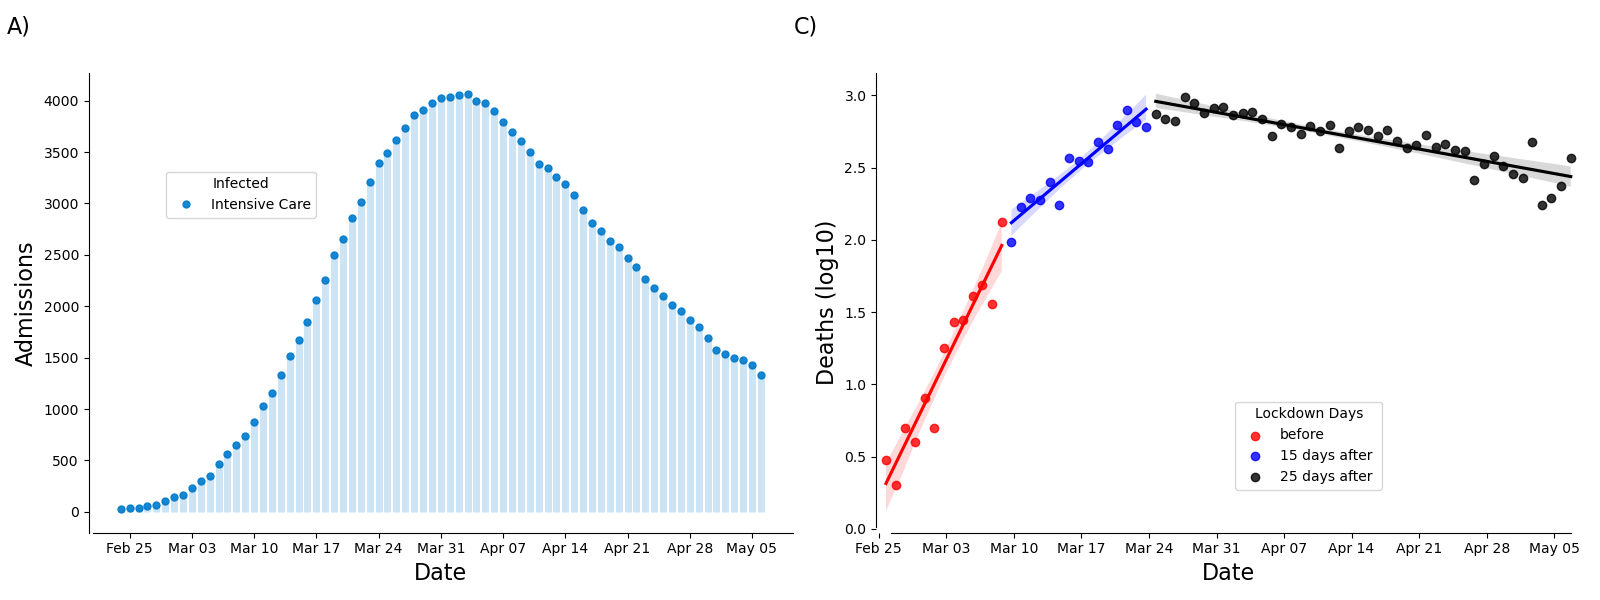 A)
Admissions
4000
3500
3000
2500
2000
1500
1000
500
0
Infected
Intensive Care
Feb 25 Mar 03 Mar 10 Mar 17 Mar 24 Mar 31 Apr 07 Apr 14 Apr 21 Apr 28 May 05
Date
C)
Deaths (log10)
3.0
2.5
2.0
1.5
1.0
0.5
0.0
Lockdown Days
before
15 days after
25 days after
Feb 25 Mar 03 Mar 10 Mar 17 Mar 24 Mar 31 Apr 07 Apr 14 Apr 21 Apr 28 May 05
Date